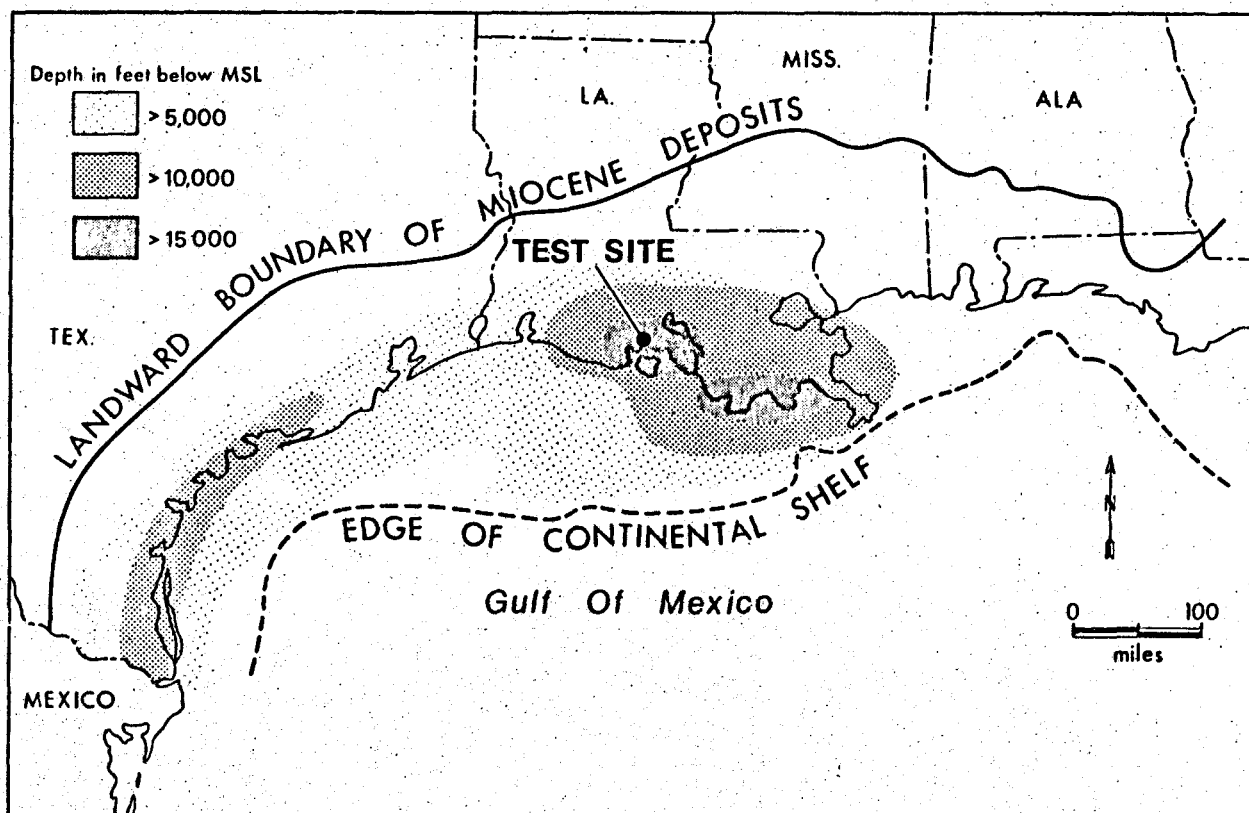 Depth in feet below MSL
> 5,000
> 10,000
> 15 000
LA.
MISS.
ALA
TEX.
LANDWARD BOUNDARY OF MIOCENE DEPOSITS
TEST SITE
EDGE OF CONTINENTAL SHELF
Gulf Of Mexico
N
0 100
miles
MEXICO